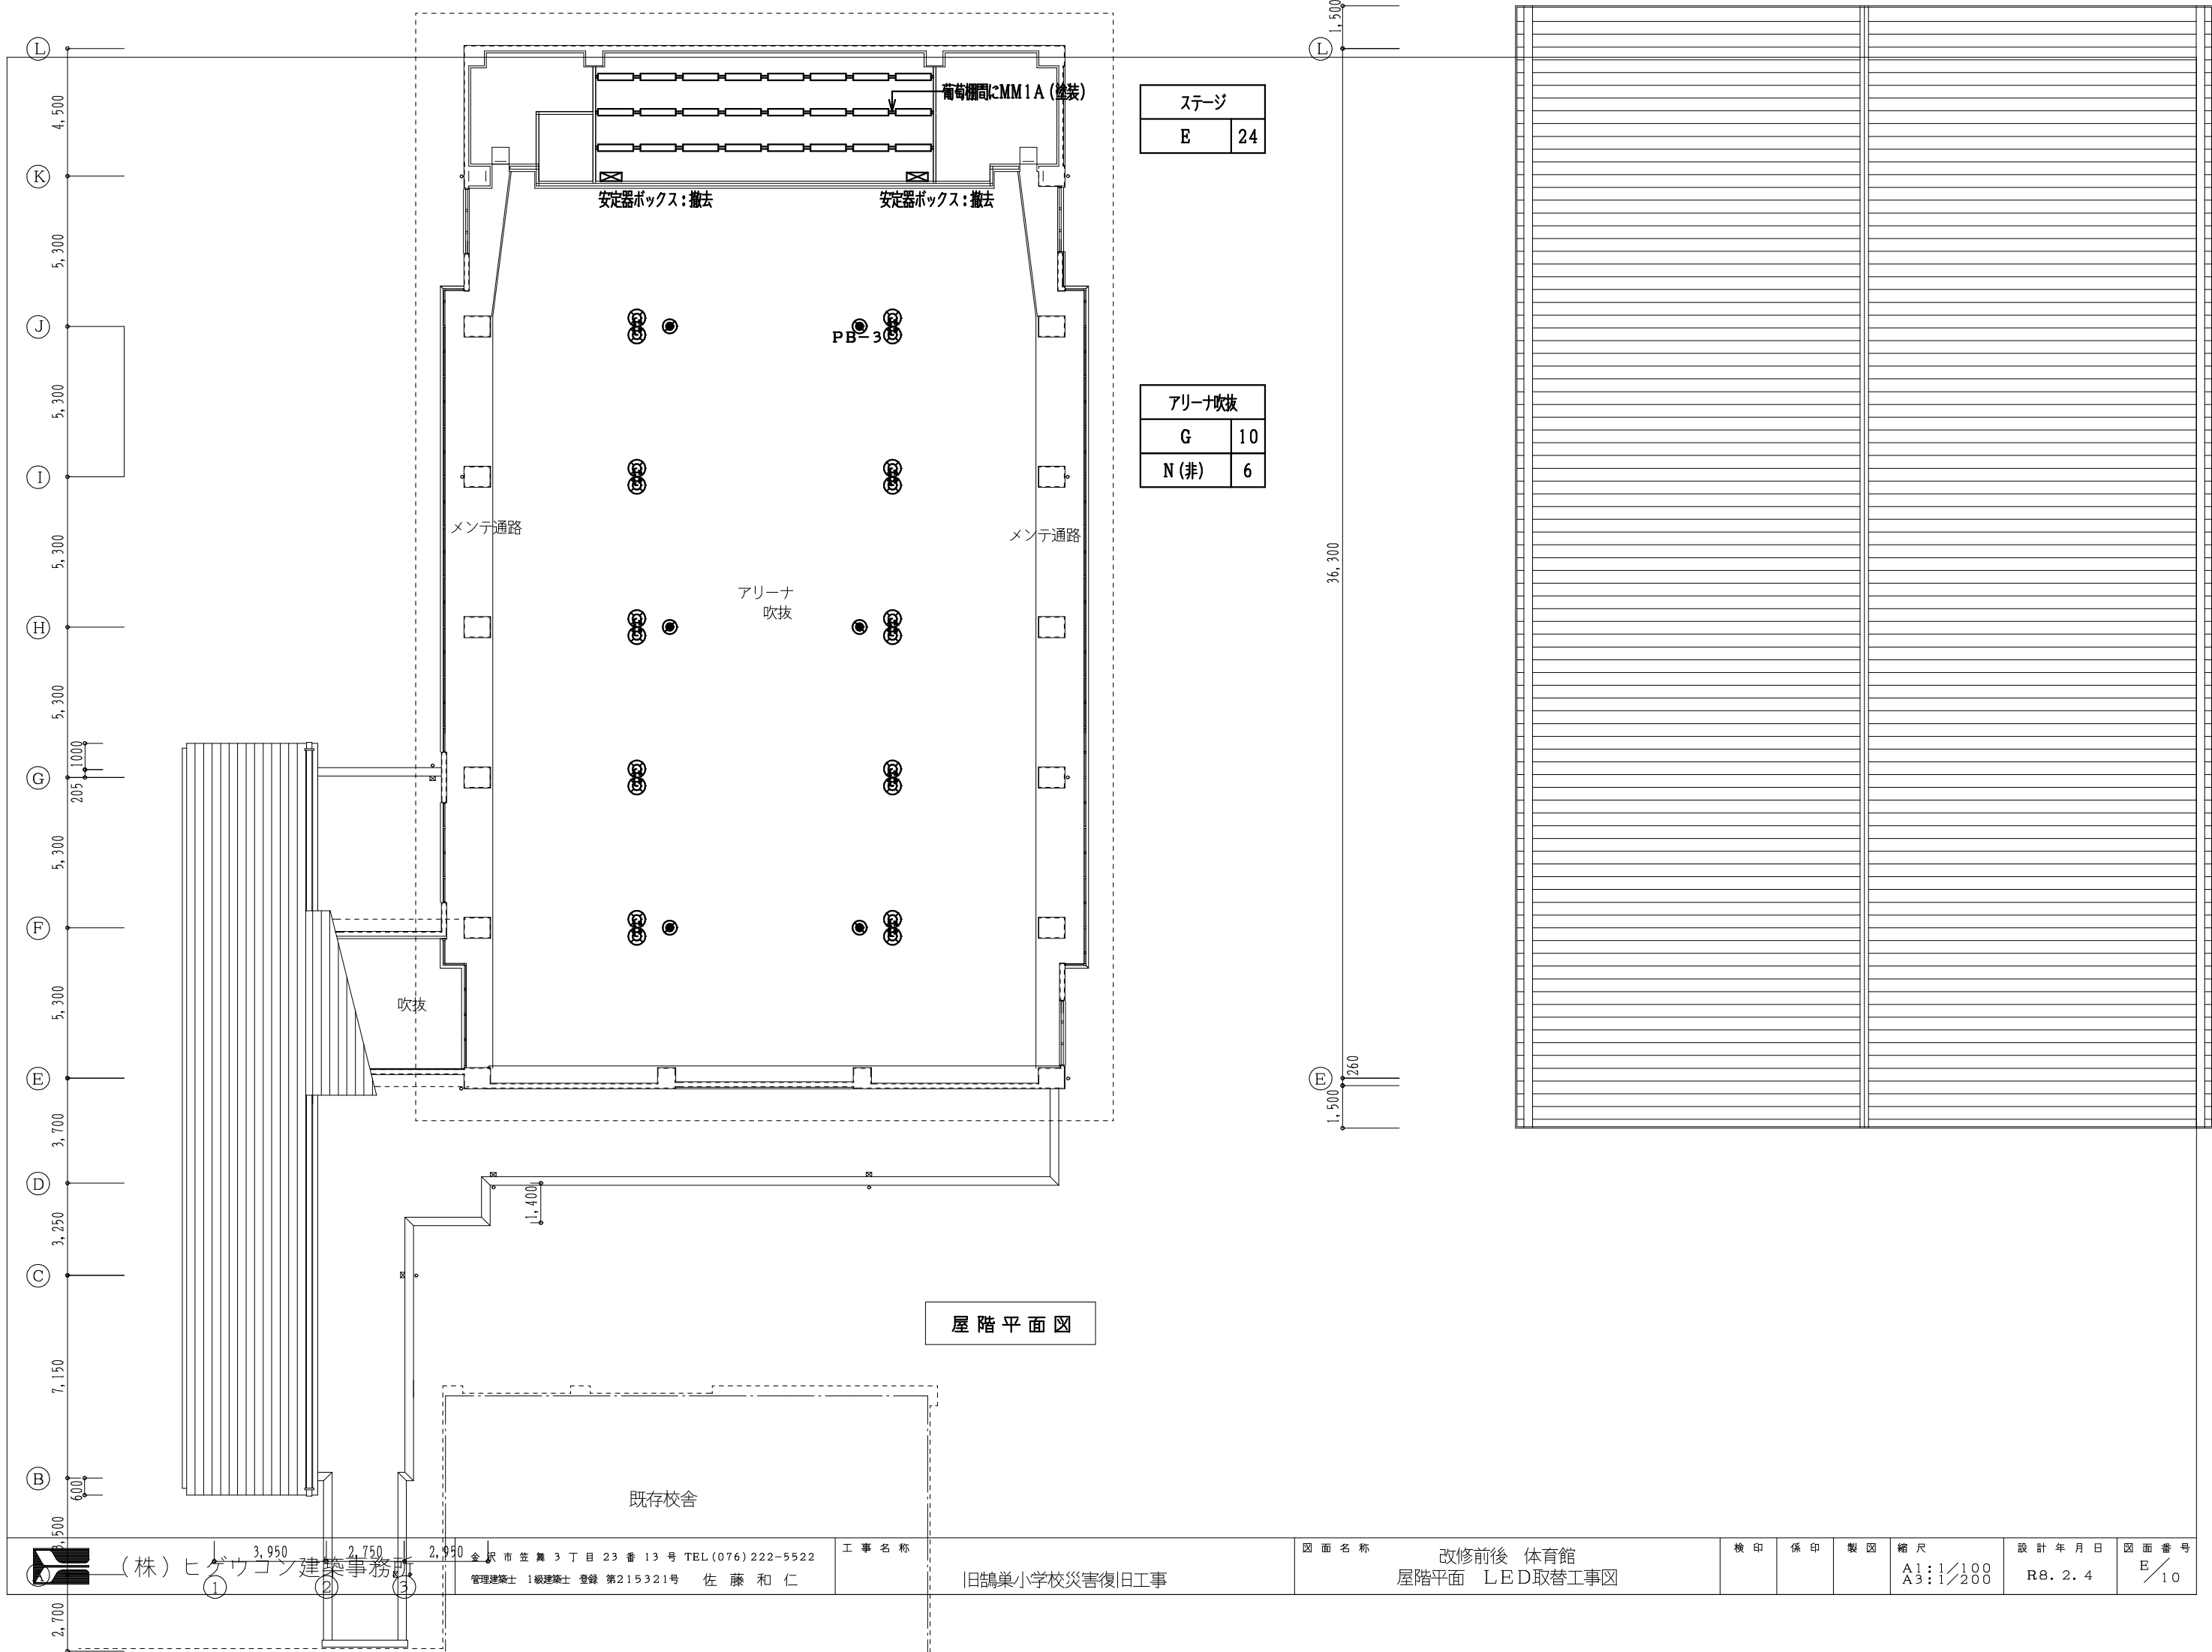 L
4,500
K
5,300
J
5,300
I
5,300
H
5,300
1000
G
205
5,300
F
5,300
E
3,700
D
3,250
C
7,150
B
600
3,500
2,700
葡萄棚間にMM1A(塗装)
安定器ボックス:撤去
安定器ボックス:撤去
PB-3
メンテ通路
メンテ通路
アリーナ
吹抜
吹抜
1,400
ステージ
E 24
アリーナ吹抜
G 10
N(非) 6
1,500
L
36,300
E
260
1,500
屋階平面図
既存校舎
3,950
2,750
2,950
1
2
3
(株)ヒゲウコン建築事務所
金沢市笠舞3丁目23番13号 TEL(076)222-5522
管理建築士 1級建築士 登録 第215321号 佐藤和仁
工事名称
旧鵠巣小学校災害復旧工事
図面名称
改修前後 体育館
屋階平面 LED取替工事図
検印
係印
製図
縮尺
A1:1/100
A3:1/200
設計年月日
R8.2.4
図面番号
E/10